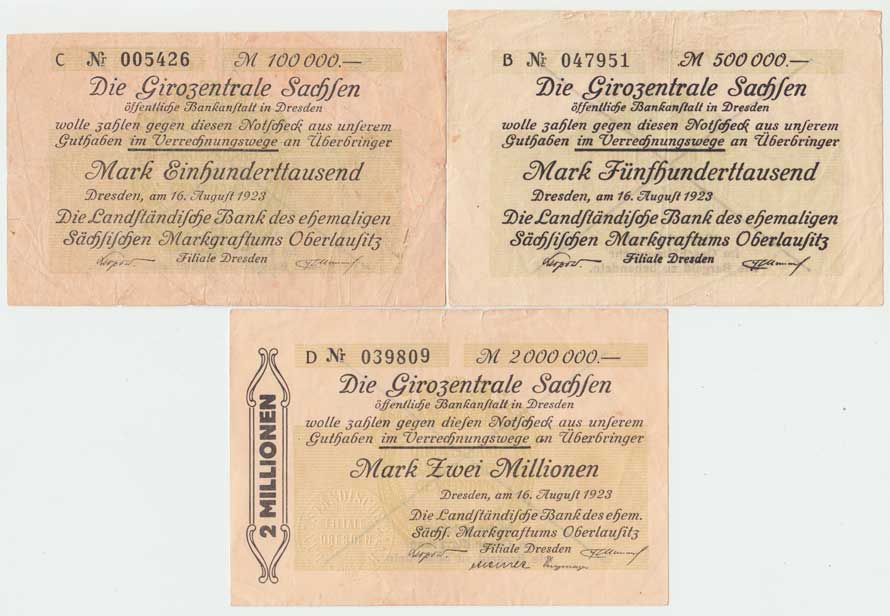 C Nr 005426 M 100 000.—
Die Girozentrale Sachsen
öffentliche Bankanstalt in Dresden
wolle zahlen gegen diesen Notscheck aus unserem
Guthaben im Verrechnungswege an Überbringer
Mark Einhunderttausend
Dresden, am 16. August 1923
Die Landständische Bank des ehemaligen
Sächsischen Markgraftums Oberlausitz
Filiale Dresden
B Nr 047951 M 500 000.—
Die Girozentrale Sachsen
öffentliche Bankanstalt in Dresden
wolle zahlen gegen diesen Notscheck aus unserem
Guthaben im Verrechnungswege an Überbringer
Mark Fünfhunderttausend
Dresden, am 16. August 1923
Die Landständische Bank des ehemaligen
Sächsischen Markgraftums Oberlausitz
Filiale Dresden
2 MILLIONEN
D Nr 039809 M 2 000 000.—
Die Girozentrale Sachsen
öffentliche Bankanstalt in Dresden
wolle zahlen gegen diesen Notscheck aus unserem
Guthaben im Verrechnungswege an Überbringer
Mark Zwei Millionen
Dresden, am 16. August 1923
Die Landständische Bank des ehem.
Sächs. Markgraftums Oberlausitz
Filiale Dresden